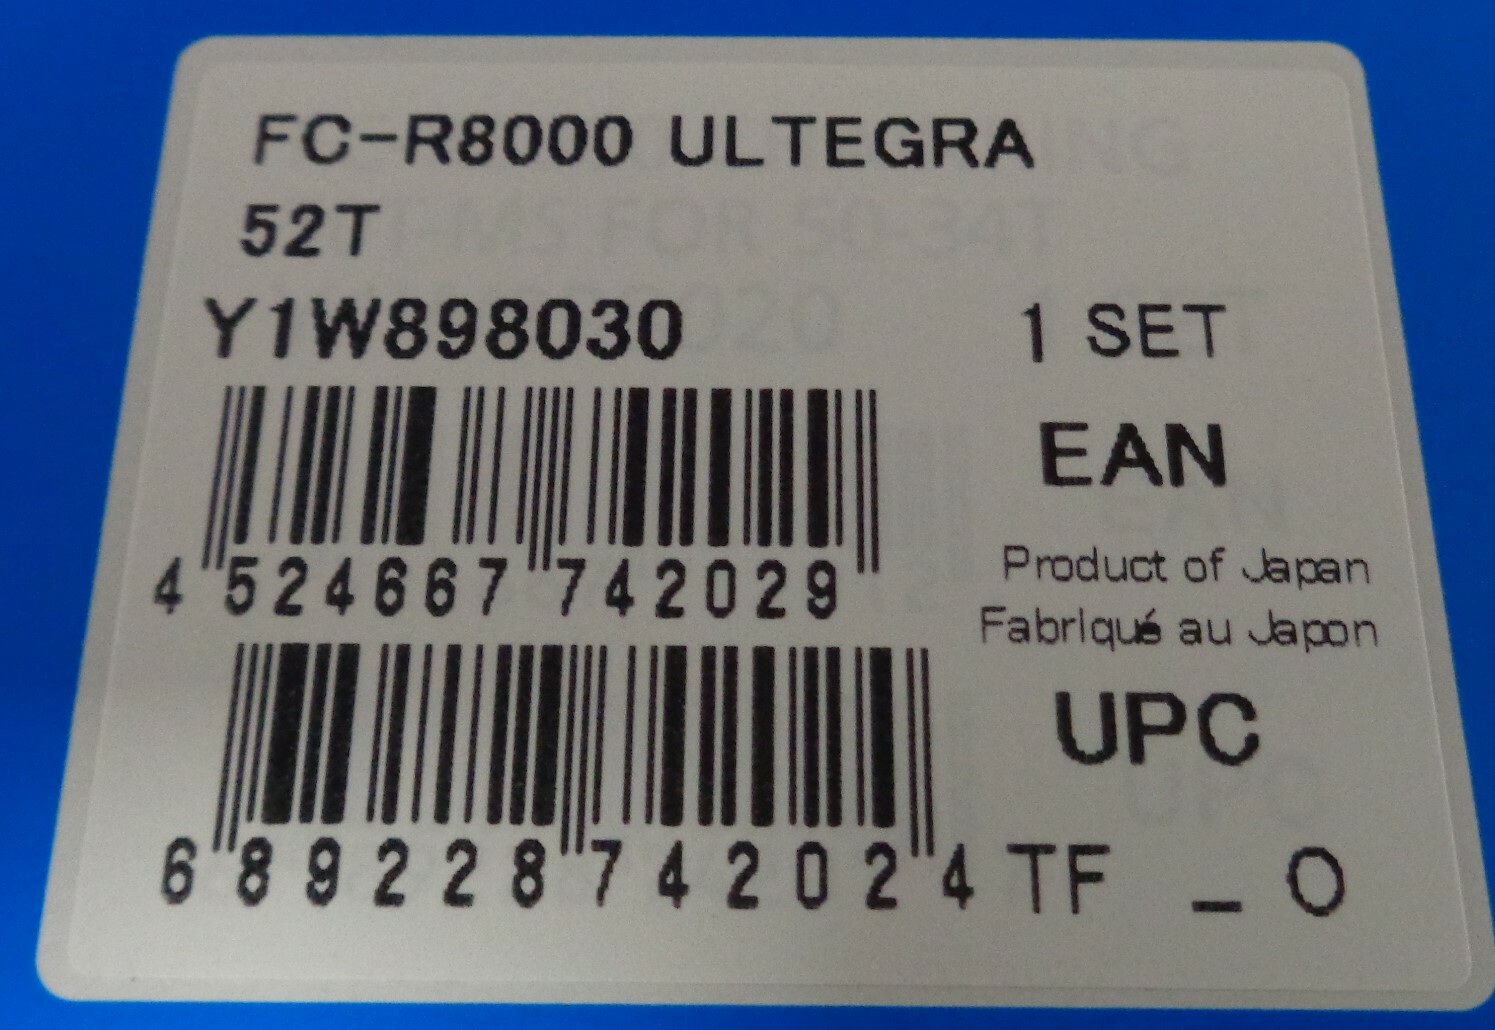 FC-R8000 ULTEGRA
52T
Y1W898030 1 SET
EAN
4 524667 742029
Product of Japan
Fabriqué au Japon
UPC
6 89228 74202 4 TF _ O